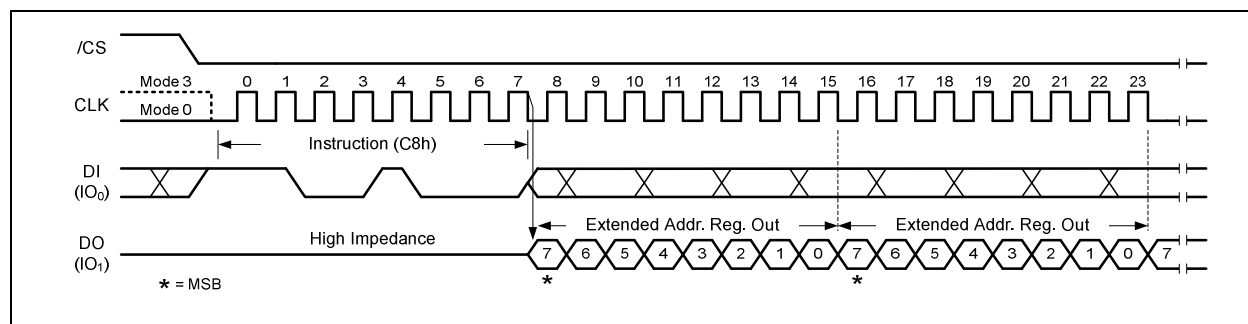 /CS
Mode 3
0 1 2 3 4 5 6 7 8 9 10 11 12 13 14 15 16 17 18 19 20 21 22 23
CLK
Mode 0
Instruction (C8h)
DI
(IO₀)
Extended Addr. Reg. Out Extended Addr. Reg. Out
High Impedance
DO
(IO₁)
7 6 5 4 3 2 1 0 7 6 5 4 3 2 1 0 7
* *
* = MSB